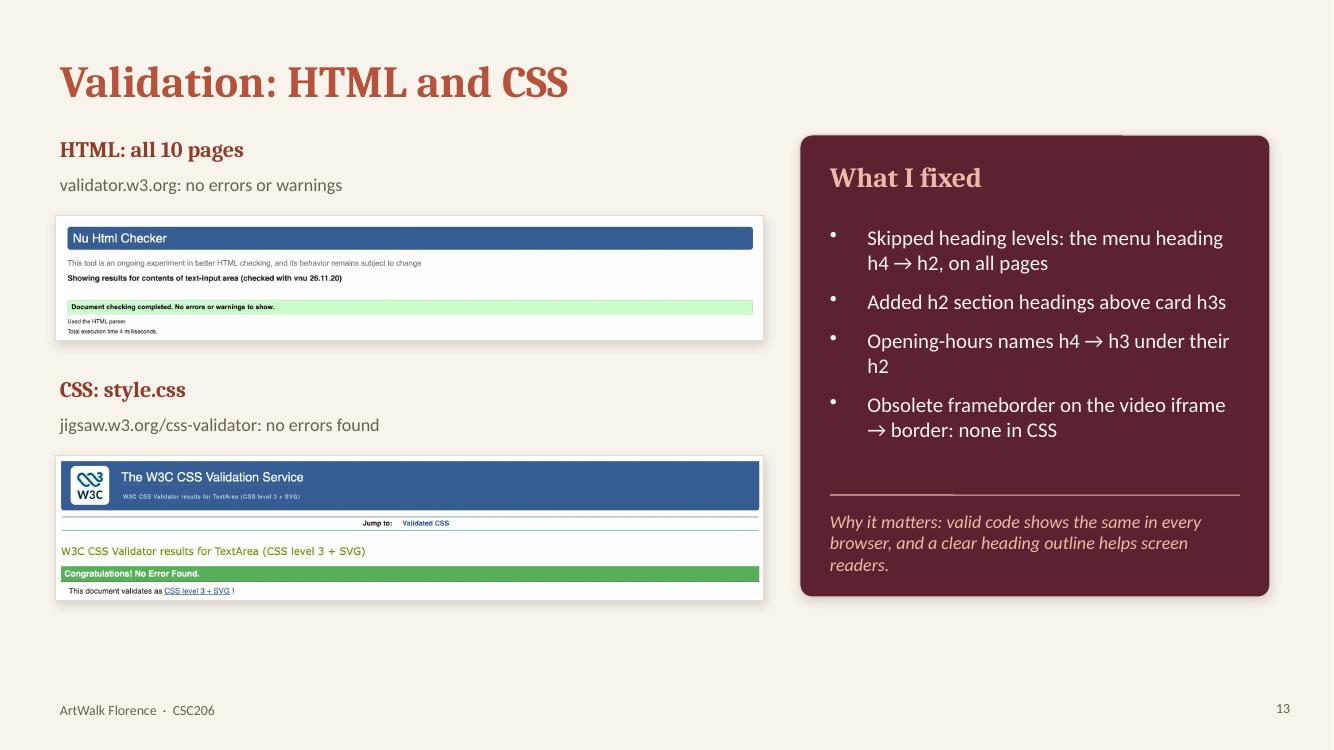 Validation: HTML and CSS
HTML: all 10 pages
validator.w3.org: no errors or warnings
Nu Html Checker
This tool is an ongoing experiment in better HTML checking, and its behavior remains subject to change
Showing results for contents of text-input area (checked with vnu 26.11.20)
Document checking completed. No errors or warnings to show.
Used the HTML parser.
Total execution time 4 milliseconds.
CSS: style.css
jigsaw.w3.org/css-validator: no errors found
W3C
The W3C CSS Validation Service
W3C CSS Validator results for TextArea (CSS level 3 + SVG)
Jump to: Validated CSS
W3C CSS Validator results for TextArea (CSS level 3 + SVG)
Congratulations! No Error Found.
This document validates as CSS level 3 + SVG !
What I fixed
• Skipped heading levels: the menu heading
h4 → h2, on all pages
• Added h2 section headings above card h3s
• Opening-hours names h4 → h3 under their
h2
• Obsolete frameborder on the video iframe
→ border: none in CSS
Why it matters: valid code shows the same in every
browser, and a clear heading outline helps screen
readers.
ArtWalk Florence · CSC206
13